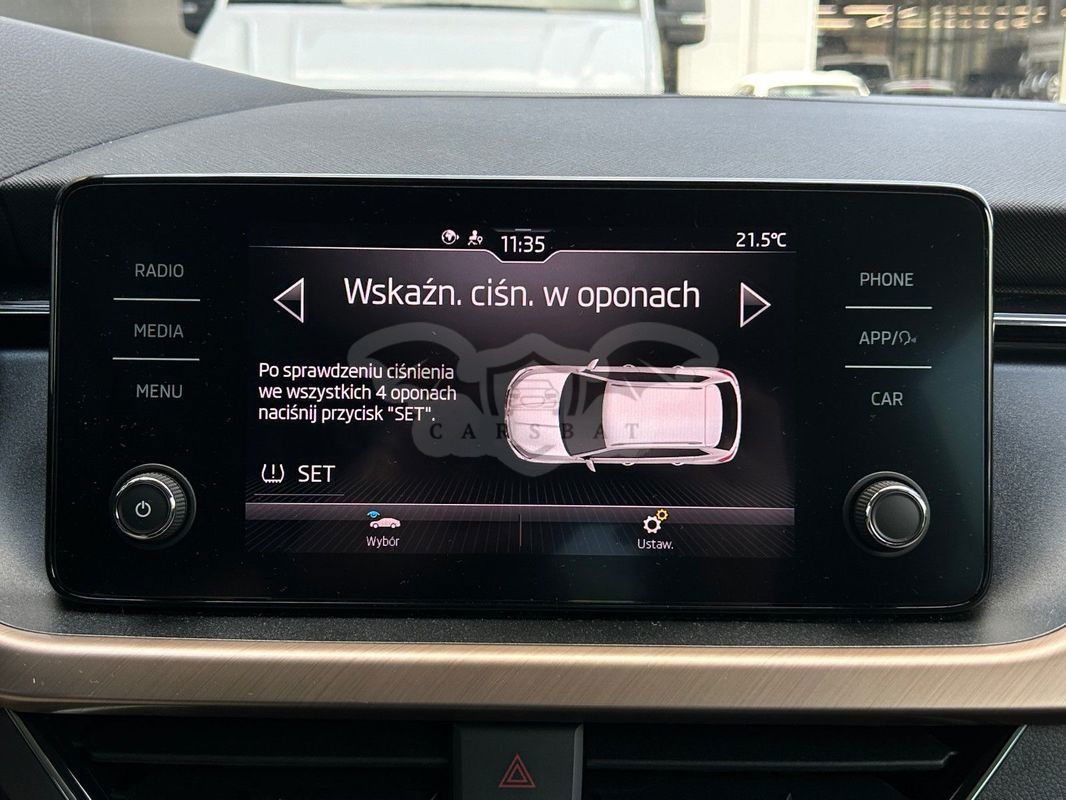 11:35
21.5°C
RADIO
MEDIA
MENU
Wskaźn. ciśn. w oponach
Po sprawdzeniu ciśnienia
we wszystkich 4 oponach
naciśnij przycisk "SET".
CARSBAT
(!) SET
Wybór
Ustaw.
PHONE
APP/
CAR